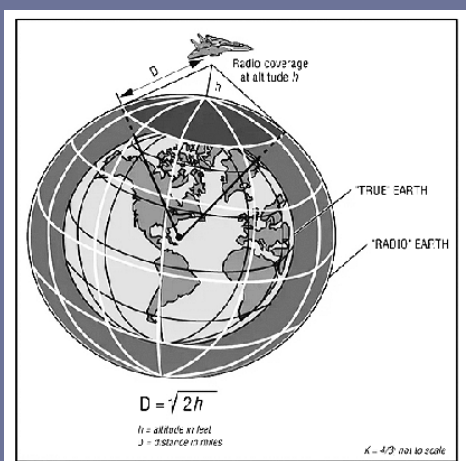 D
Radio coverage
at altitude h
h
"TRUE" EARTH
"RADIO" EARTH
D = √2h
h = altitude in feet
D = distance in miles
K = 4/3; not to scale